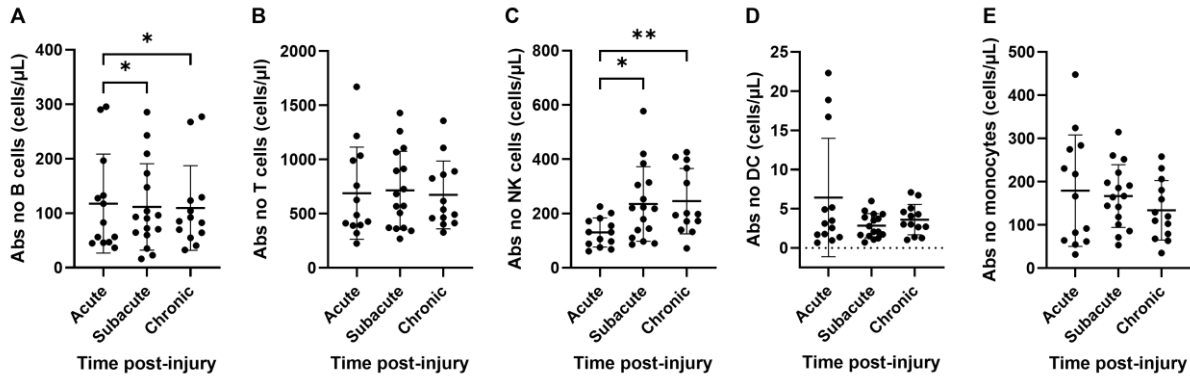 A
Abs no B cells (cells/µL)
400
300
200
100
0
*
*
Acute
Subacute
Chronic
Time post-injury
B
Abs no T cells (cells/µl)
2000
1500
1000
500
0
Acute
Subacute
Chronic
Time post-injury
C
Abs no NK cells (cells/µL)
800
600
400
200
0
**
*
Acute
Subacute
Chronic
Time post-injury
D
Abs no DC (cells/µL)
25
20
15
10
5
0
Acute
Subacute
Chronic
Time post-injury
E
Abs no monocytes (cells/µL)
500
400
300
200
100
0
Acute
Subacute
Chronic
Time post-injury